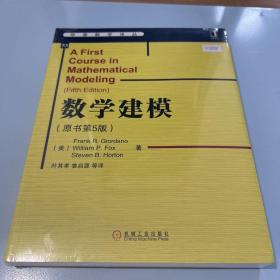 A First
Course in
Mathematical
Modeling
(Fifth Edition)
数学建模
(原书第5版)
Frank R. Giordano
(美) William P. Fox 著
Steven B. Horton
叶其孝 姜启源 等译
机械工业出版社
China Machine Press